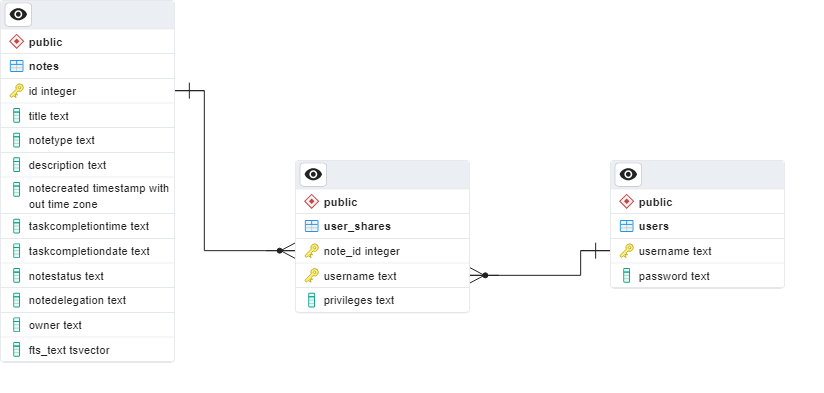 public
notes
id integer
title text
notetype text
description text
notecreated timestamp with
out time zone
taskcompletiontime text
taskcompletiondate text
notestatus text
notedelegation text
owner text
fts_text tsvector
public
user_shares
note_id integer
username text
privileges text
public
users
username text
password text